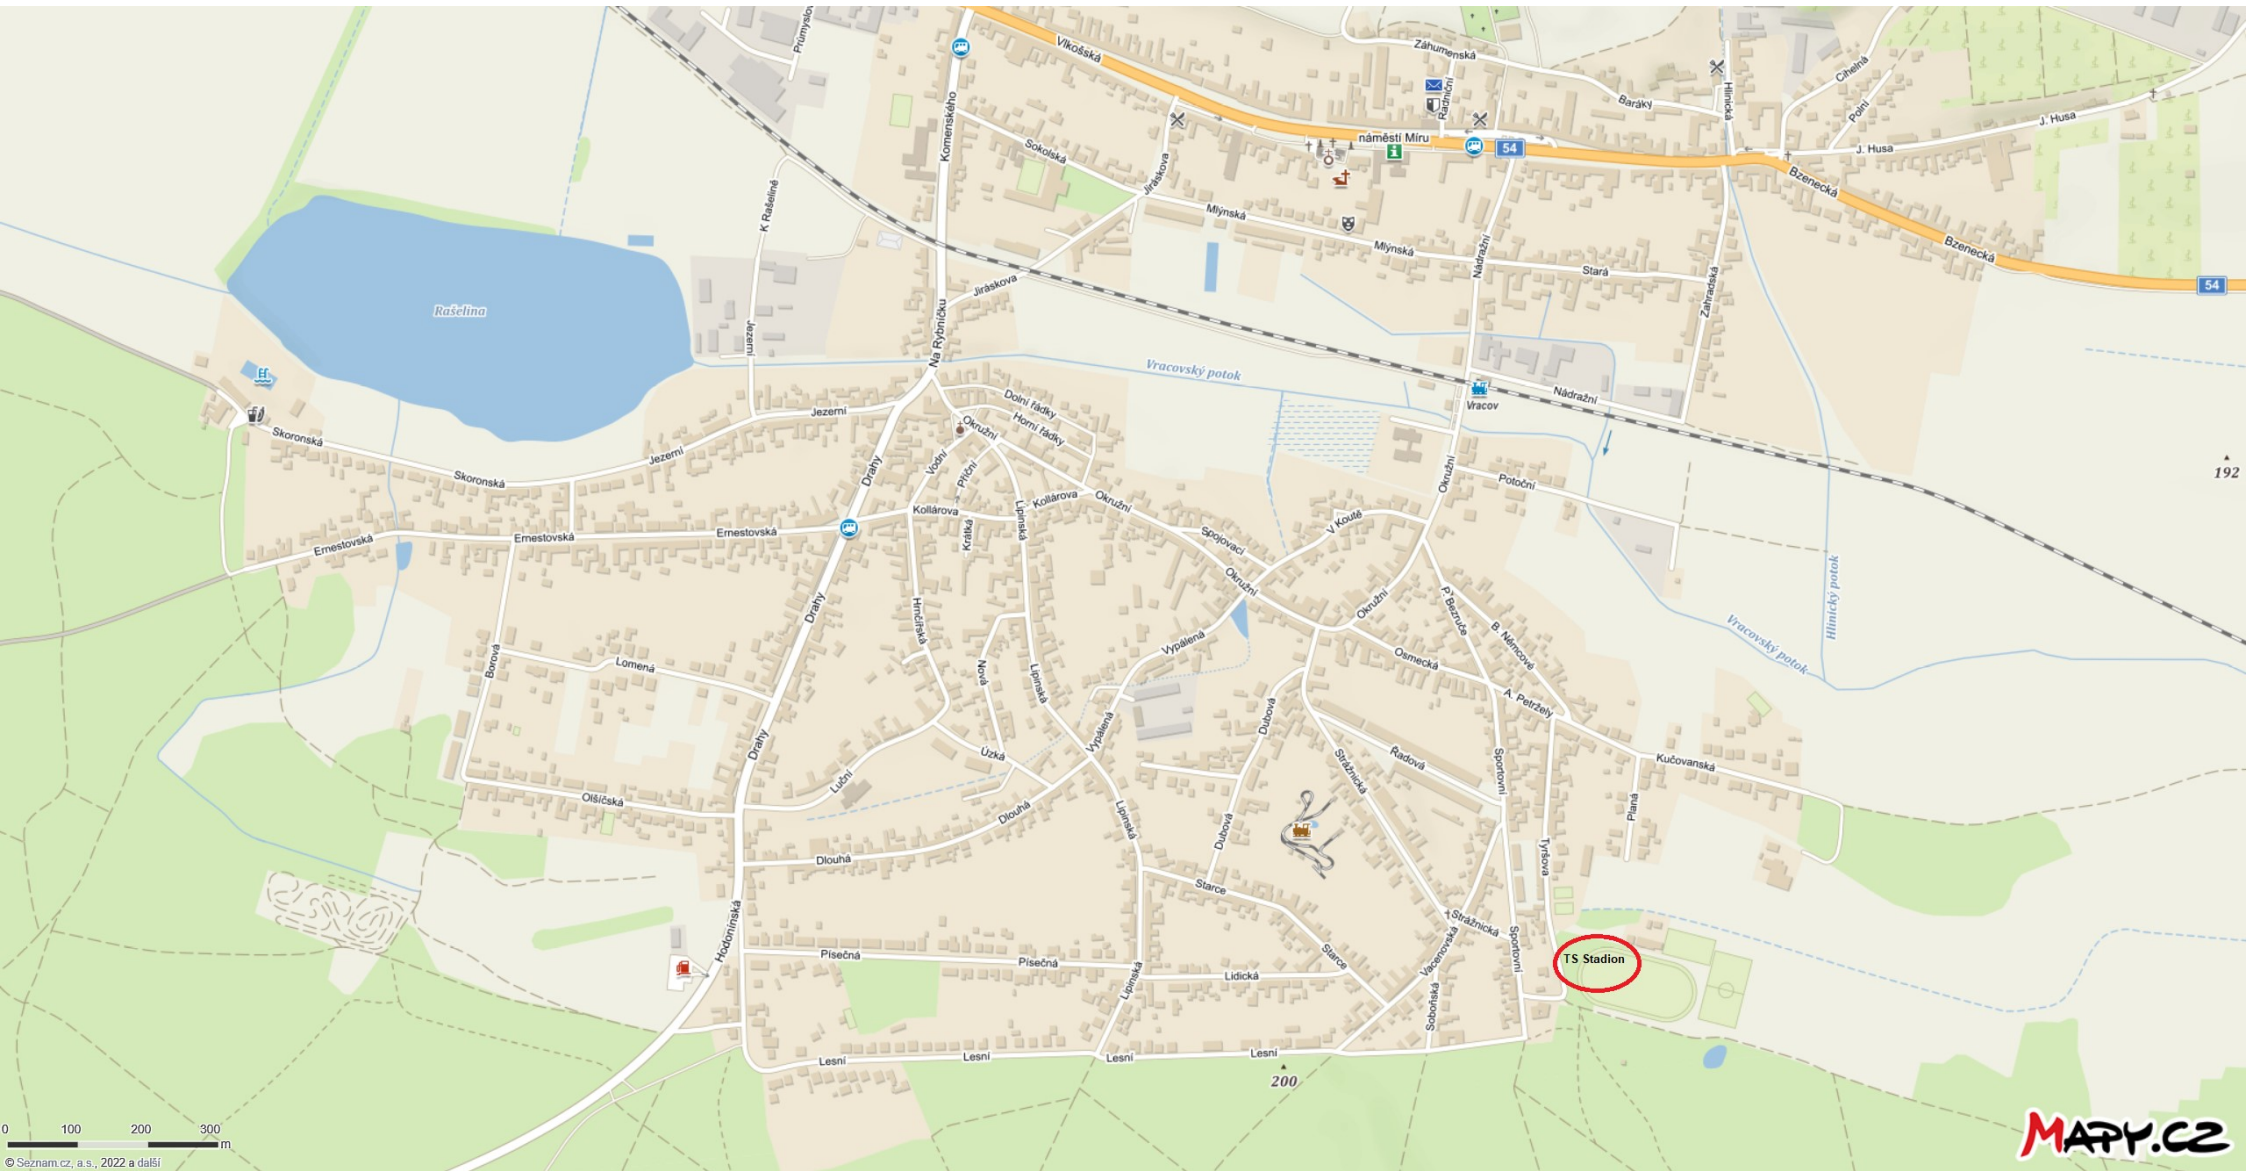 Průmyslov
Vlkošská
Záhumenská
Radniční
Baráky
Hlinická
Cihelná
Polní
J. Husa
J. Husa
Komenského
Sokolská
náměstí Míru
54
Bzenecká
Bzenecká
54
Jiráskova
K Rašelině
Mlýnská
Mlýnská
Nádražní
Stará
Zahradská
Jiráskova
Rašelina
Jezerní
Na Rybníčku
Vracovský potok
Vracov
Nádražní
192
Dolní řádky
Horní řádky
Okružní
Jezerní
Skoronská
Skoronská
Jezerní
Drahy
Vodní
Příční
Lipinská
Kollárova
Kollárova
Krátká
Okružní
Okružní
Potoční
V Koutě
Spojovací
Okružní
Okružní
Ernestovská
Ernestovská
Ernestovská
Hlinický potok
Vracovský potok
Drahy
Hrnčířská
P. Bezruče
B. Němcové
Vypálená
Osmecká
A. Petržely
Borová
Lomená
Nová
Lipinská
Dubová
Vypálená
Drahy
Úzká
Strážnická
Řadová
Sportovní
Kučovanská
Luční
Olšíčská
Dlouhá
Lipinská
Dubová
Planá
Tyršova
Dlouhá
Starce
Hodonínská
Strážnická
Sportovní
Vacenovská
Starce
Písečná
Písečná
Lidická
Lipinská
Soboňská
TS Stadion
Lesní
Lesní
Lesní
Lesní
200
0 100 200 300
m
© Seznam.cz, a.s., 2022 a další
MAPY.CZ